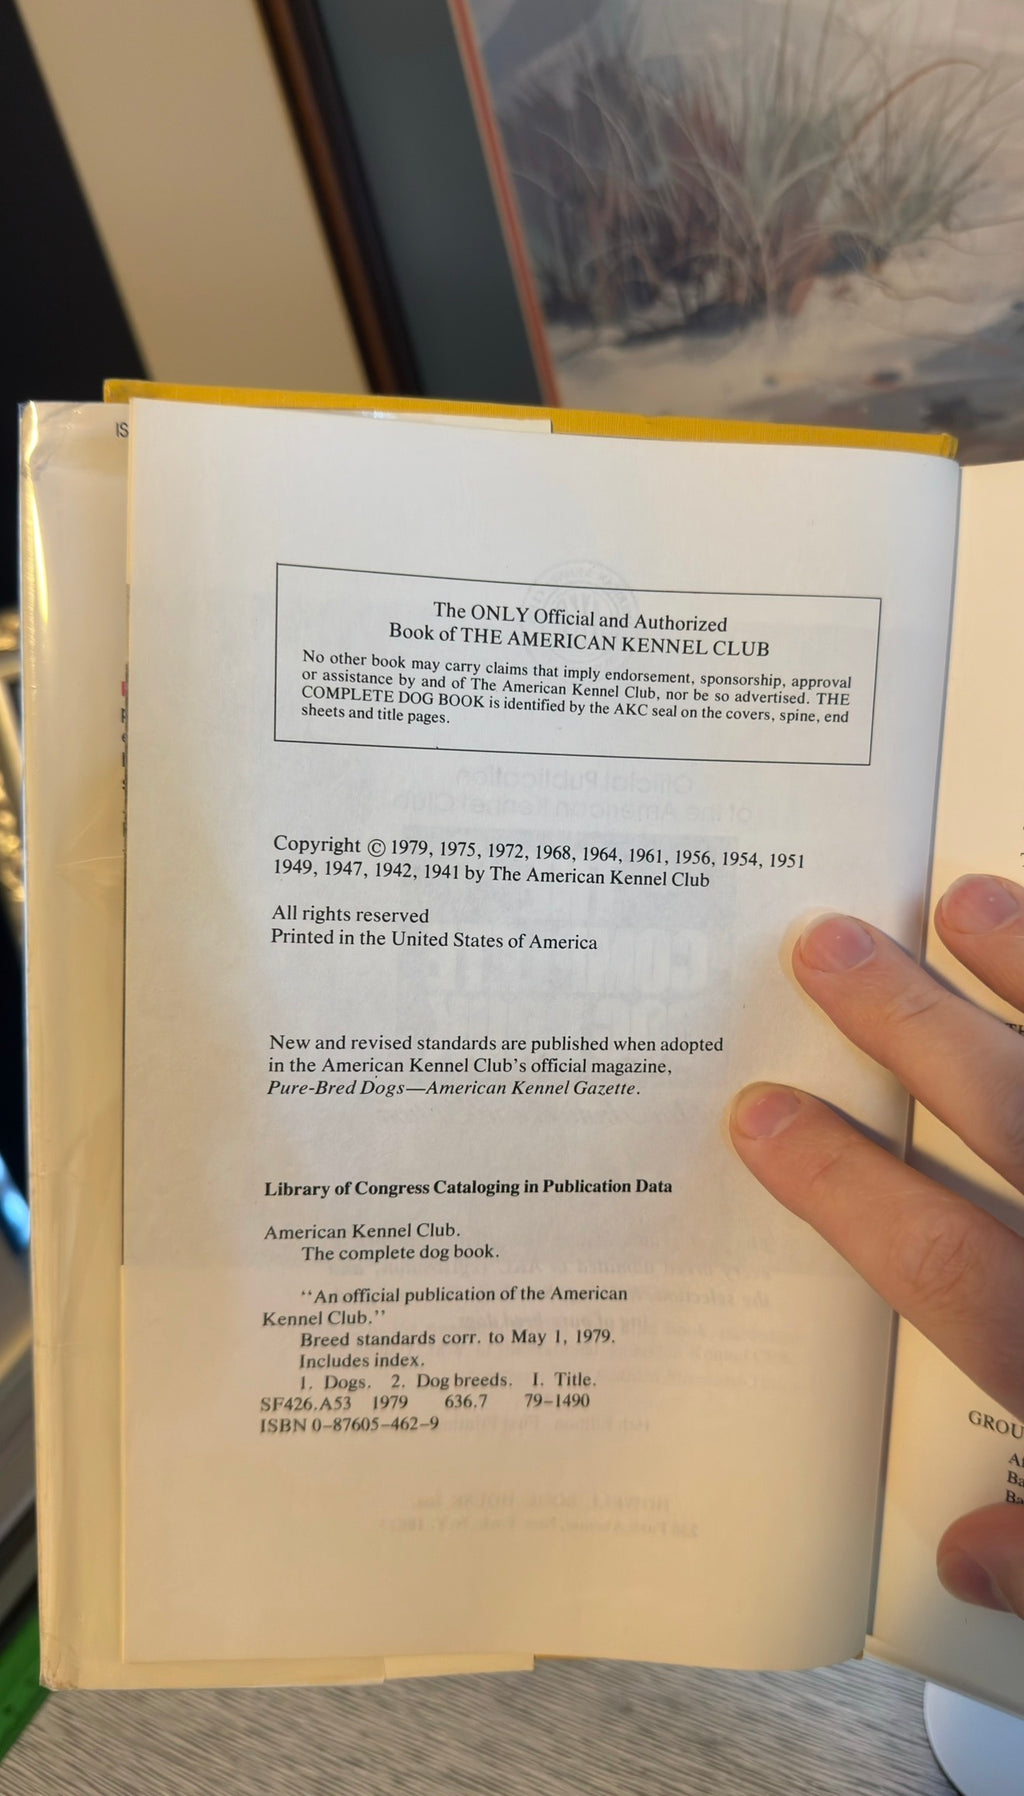 IS
The ONLY Official and Authorized
Book of THE AMERICAN KENNEL CLUB
No other book may carry claims that imply endorsement, sponsorship, approval
or assistance by and of The American Kennel Club, nor be so advertised. THE
COMPLETE DOG BOOK is identified by the AKC seal on the covers, spine, end
sheets and title pages.
Copyright © 1979, 1975, 1972, 1968, 1964, 1961, 1956, 1954, 1951
1949, 1947, 1942, 1941 by The American Kennel Club
All rights reserved
Printed in the United States of America
New and revised standards are published when adopted
in the American Kennel Club's official magazine,
Pure-Bred Dogs—American Kennel Gazette.
Library of Congress Cataloging in Publication Data
American Kennel Club.
The complete dog book.
"An official publication of the American
Kennel Club."
Breed standards corr. to May 1, 1979.
Includes index.
1. Dogs. 2. Dog breeds. I. Title.
SF426.A53 1979 636.7 79-1490
ISBN 0-87605-462-9
GROU
Ba
Ba